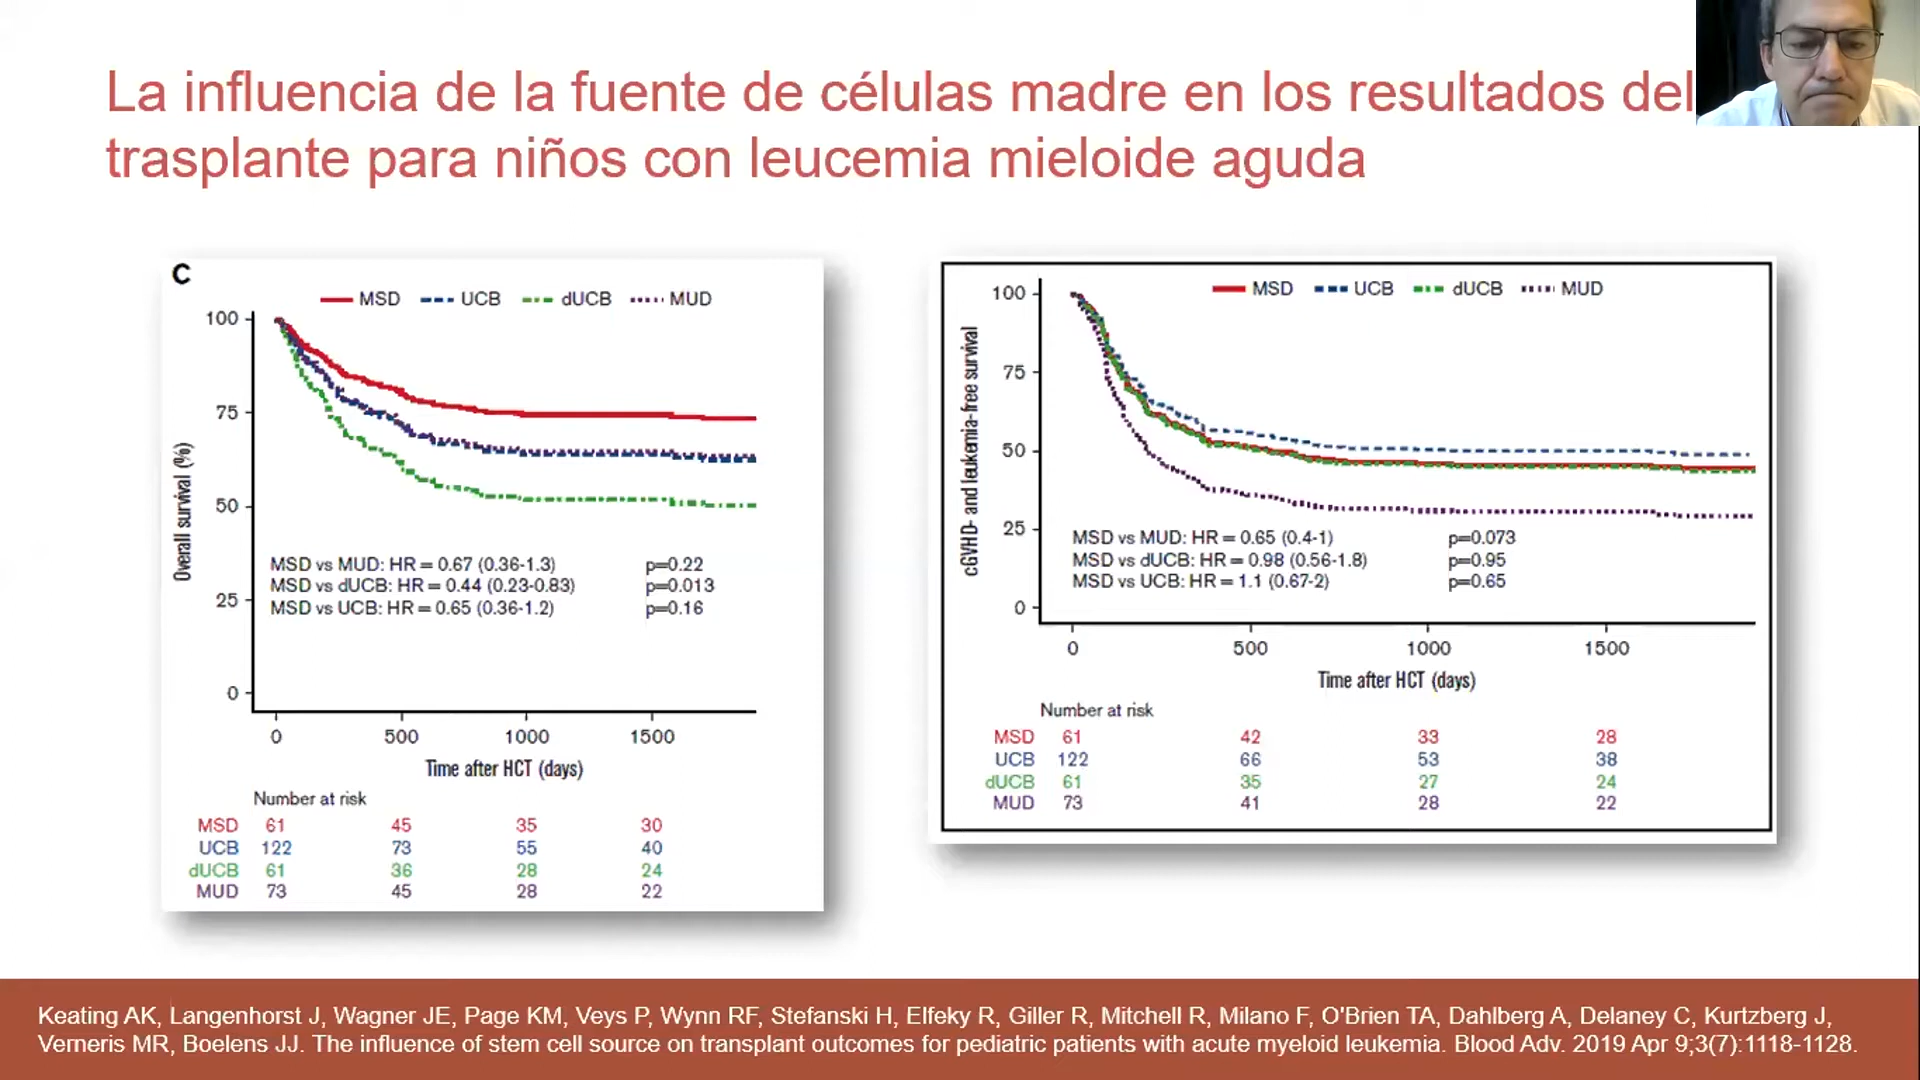 La influencia de la fuente de células madre en los resultados del
trasplante para niños con leucemia mieloide aguda
C
MSD UCB dUCB MUD
100
75
50
25
0
Overall survival (%)
MSD vs MUD: HR = 0.67 (0.36-1.3) p=0.22
MSD vs dUCB: HR = 0.44 (0.23-0.83) p=0.013
MSD vs UCB: HR = 0.65 (0.36-1.2) p=0.16
0 500 1000 1500
Time after HCT (days)
Number at risk
MSD 61 45 35 30
UCB 122 73 55 40
dUCB 61 36 28 24
MUD 73 45 28 22
MSD UCB dUCB MUD
100
75
50
25
0
cGVHD- and leukemia-free survival
MSD vs MUD: HR = 0.65 (0.4-1) p=0.073
MSD vs dUCB: HR = 0.98 (0.56-1.8) p=0.95
MSD vs UCB: HR = 1.1 (0.67-2) p=0.65
0 500 1000 1500
Time after HCT (days)
Number at risk
MSD 61 42 33 28
UCB 122 66 53 38
dUCB 61 35 27 24
MUD 73 41 28 22
Keating AK, Langenhorst J, Wagner JE, Page KM, Veys P, Wynn RF, Stefanski H, Elfeky R, Giller R, Mitchell R, Milano F, O'Brien TA, Dahlberg A, Delaney C, Kurtzberg J,
Verneris MR, Boelens JJ. The influence of stem cell source on transplant outcomes for pediatric patients with acute myeloid leukemia. Blood Adv. 2019 Apr 9;3(7):1118-1128.